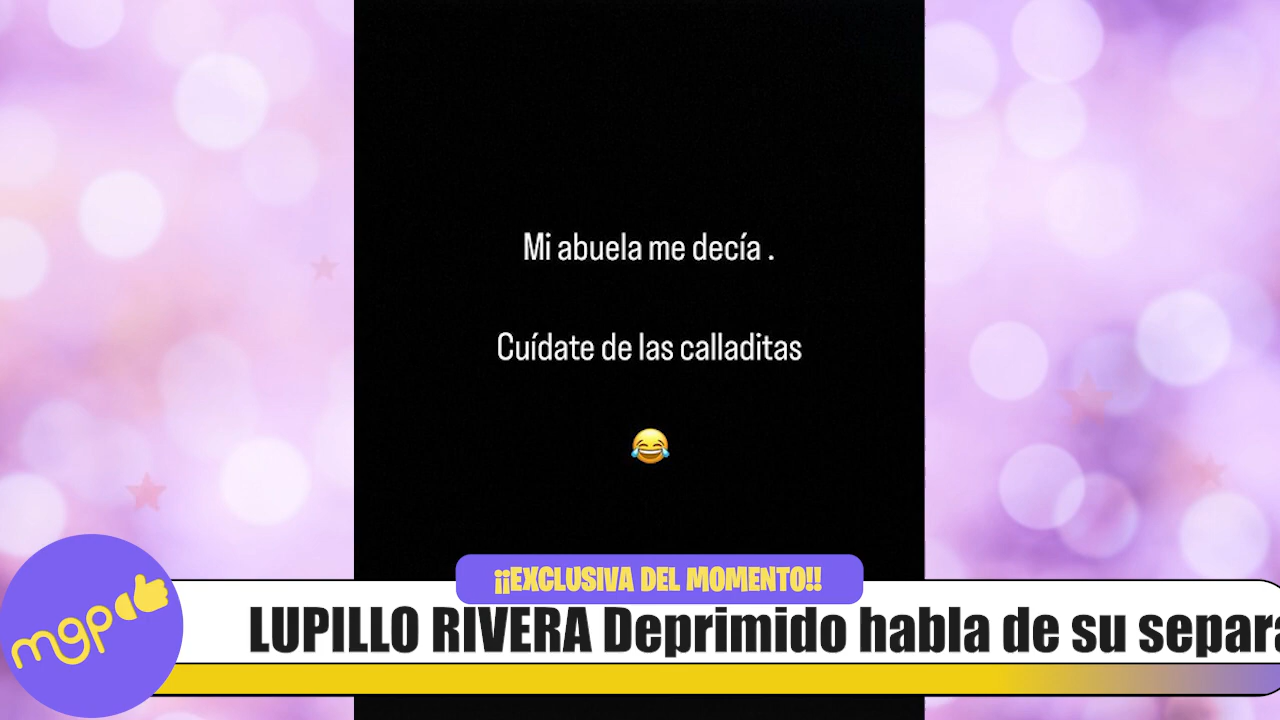 Mi abuela me decía .
Cuídate de las calladitas
😂
¡¡EXCLUSIVA DEL MOMENTO!!
LUPILLO RIVERA Deprimido habla de su separa
mgp